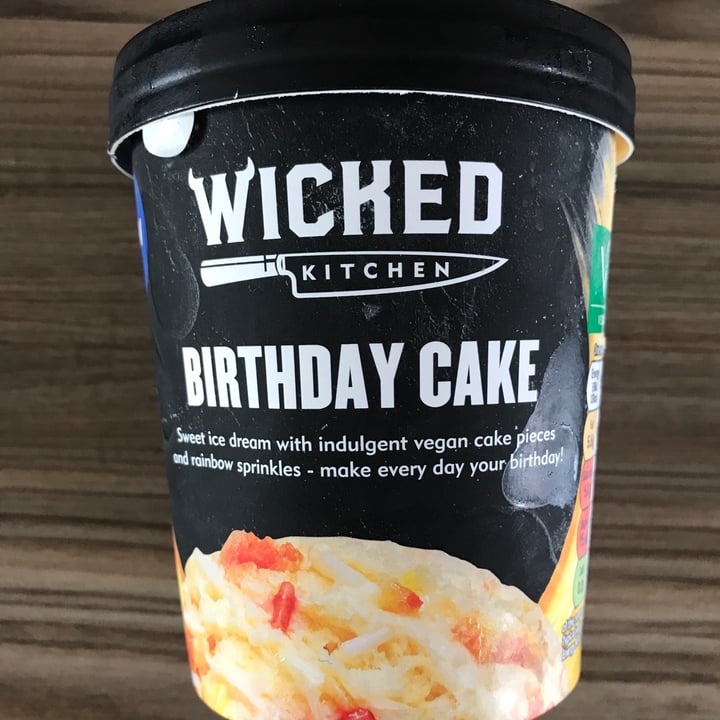 WICKED
KITCHEN
BIRTHDAY CAKE
Sweet ice dream with indulgent vegan cake pieces
and rainbow sprinkles - make every day your birthday!